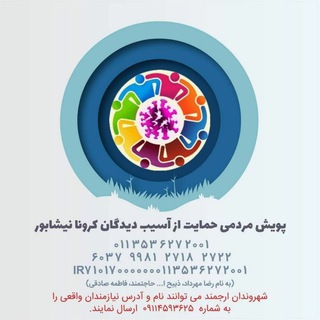 پویش مردمی حمایت از آسیب دیدگان کرونا نیشابور
۰۱۱۳۵۳۶۲۷۲۰۰۱
۶۰۳۷ ۹۹۸۱ ۲۷۱۸ ۲۷۲۲
IR۷۱۰۱۷۰۰۰۰۰۰۰۱۱۳۵۳۶۲۷۲۰۰۱
(به نام رضا مهرداد، ذبیح ا... حاجتمند، فاطمه صادقی)
شهروندان ارجمند می توانند نام و آدرس نیازمندان واقعی را
به شماره ۰۹۱۱۴۵۹۳۶۲۵ ارسال نمایند.